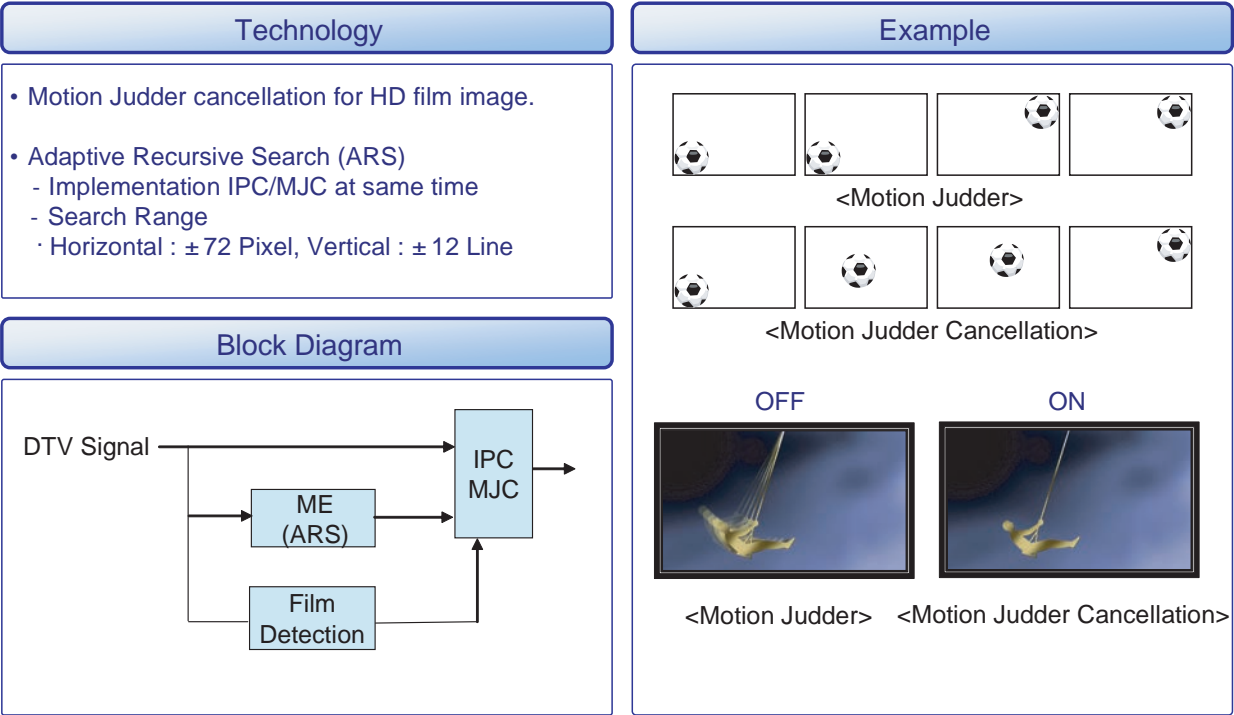 Technology
• Motion Judder cancellation for HD film image.
• Adaptive Recursive Search (ARS)
- Implementation IPC/MJC at same time
- Search Range
· Horizontal : ± 72 Pixel, Vertical : ± 12 Line
Block Diagram
DTV Signal
IPC
MJC
ME
(ARS)
Film
Detection
Example
<Motion Judder>
<Motion Judder Cancellation>
OFF
ON
<Motion Judder>
<Motion Judder Cancellation>